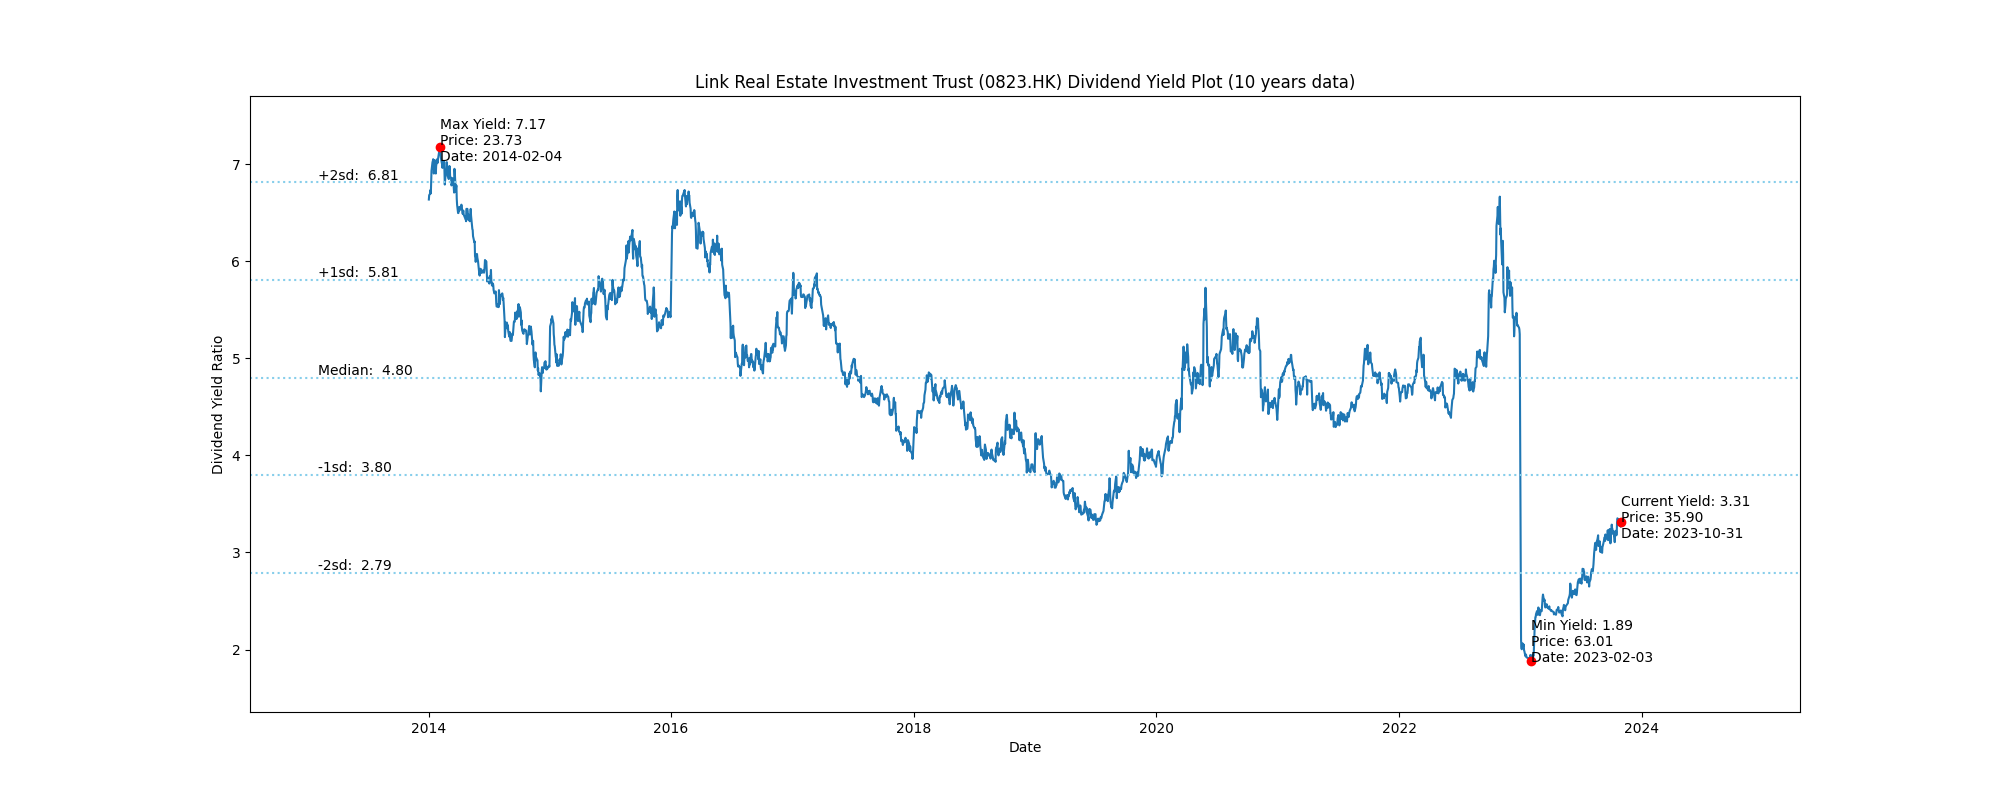 Link Real Estate Investment Trust (0823.HK) Dividend Yield Plot (10 years data)
Max Yield: 7.17
Price: 23.73
Date: 2014-02-04
+2sd:  6.81
+1sd:  5.81
Median:  4.80
-1sd:  3.80
-2sd:  2.79
Current Yield: 3.31
Price: 35.90
Date: 2023-10-31
Min Yield: 1.89
Price: 63.01
Date: 2023-02-03
Dividend Yield Ratio
7
6
5
4
3
2
2014
2016
2018
2020
2022
2024
Date